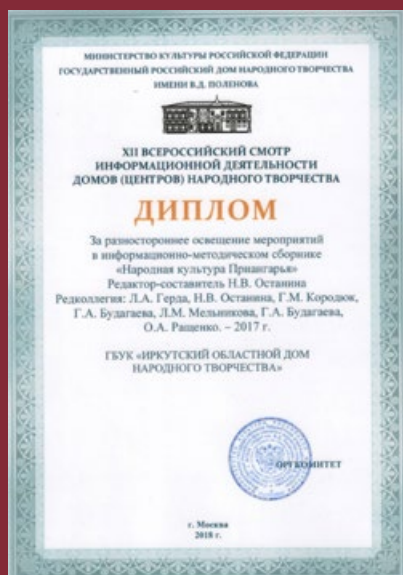 МИНИСТЕРСТВО КУЛЬТУРЫ РОССИЙСКОЙ ФЕДЕРАЦИИ
ГОСУДАРСТВЕННЫЙ РОССИЙСКИЙ ДОМ НАРОДНОГО ТВОРЧЕСТВА
ИМЕНИ В.Д. ПОЛЕНОВА
XII ВСЕРОССИЙСКИЙ СМОТР
ИНФОРМАЦИОННОЙ ДЕЯТЕЛЬНОСТИ
ДОМОВ (ЦЕНТРОВ) НАРОДНОГО ТВОРЧЕСТВА
ДИПЛОМ
За разностороннее освещение мероприятий
в информационно-методическом сборнике
«Народная культура Приангарья»
Редактор-составитель Н.В. Останина
Редколлегия: Л.А. Герда, Н.В. Останина, Г.М. Кородюк,
Г.А. Будагаева, Л.М. Мельникова, Г.А. Будагаева,
О.А. Ращенко. – 2017 г.
ГБУК «ИРКУТСКИЙ ОБЛАСТНОЙ ДОМ
НАРОДНОГО ТВОРЧЕСТВА»
ОРГКОМИТЕТ
г. Москва
2018 г.